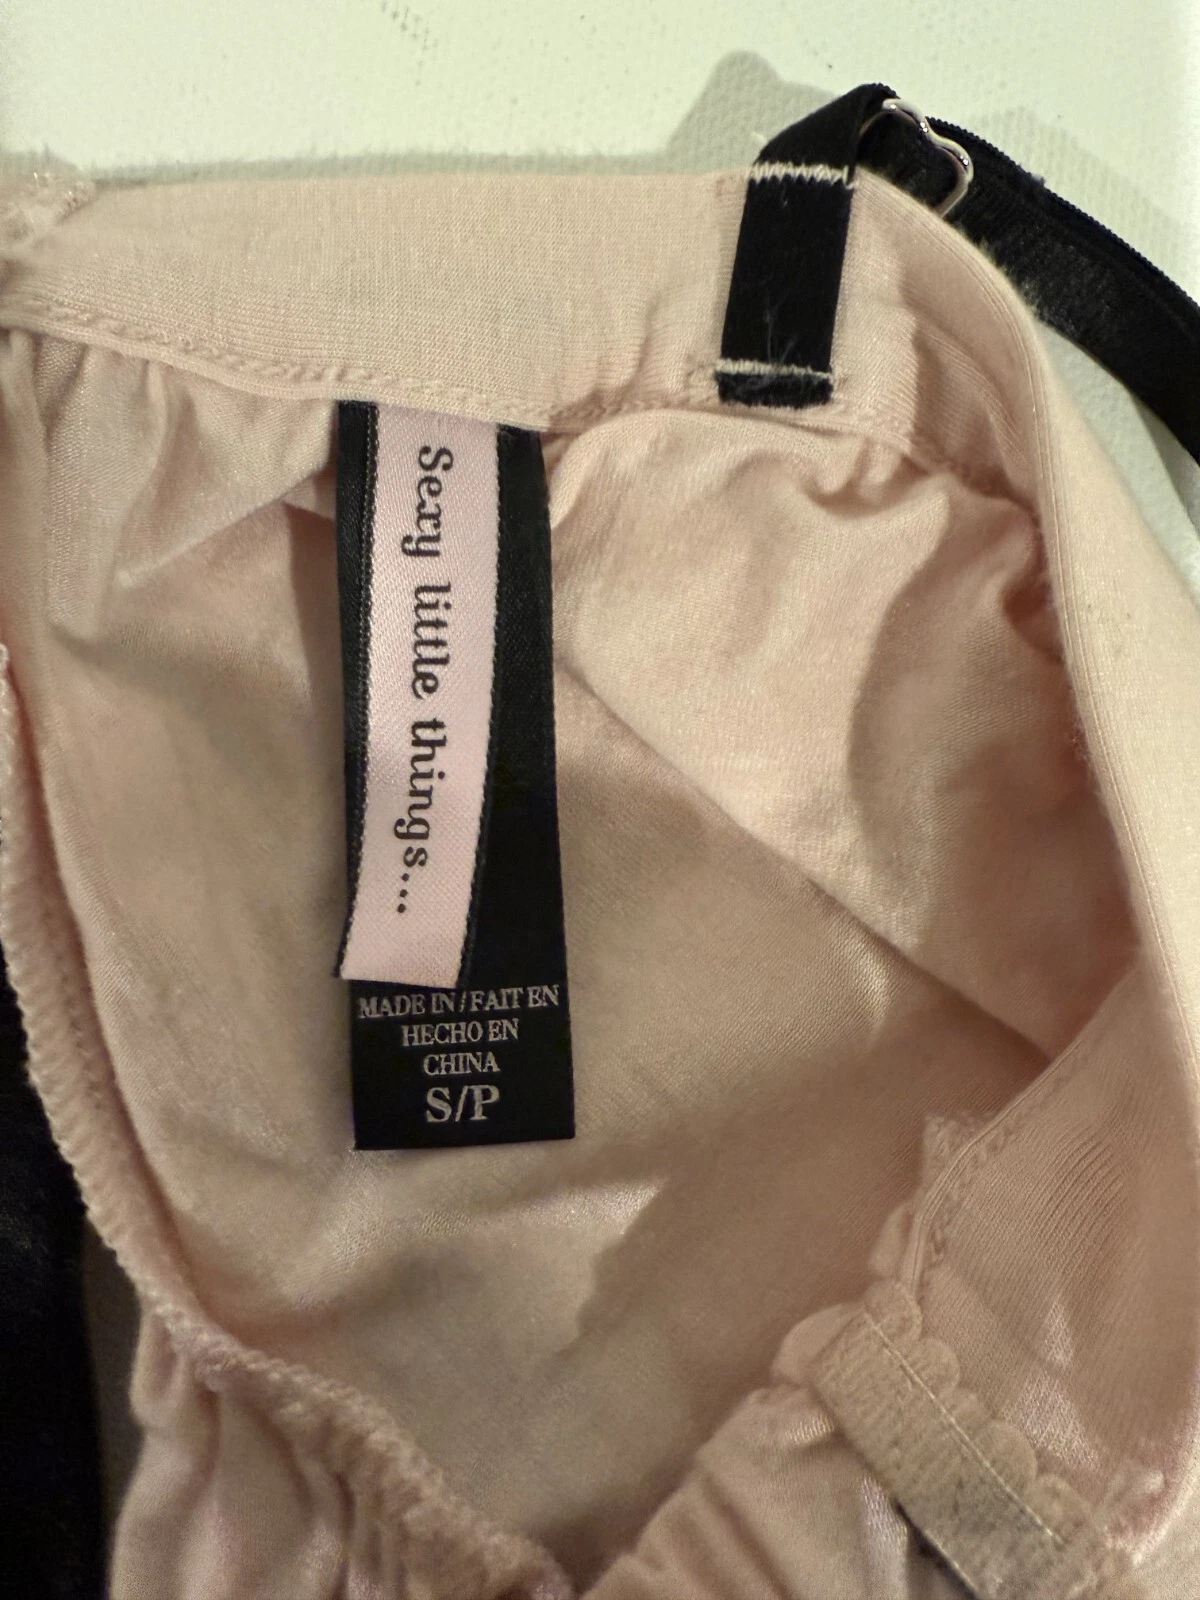 Sexy little things....
MADE IN / FAIT EN
HECHO EN
CHINA
S/P